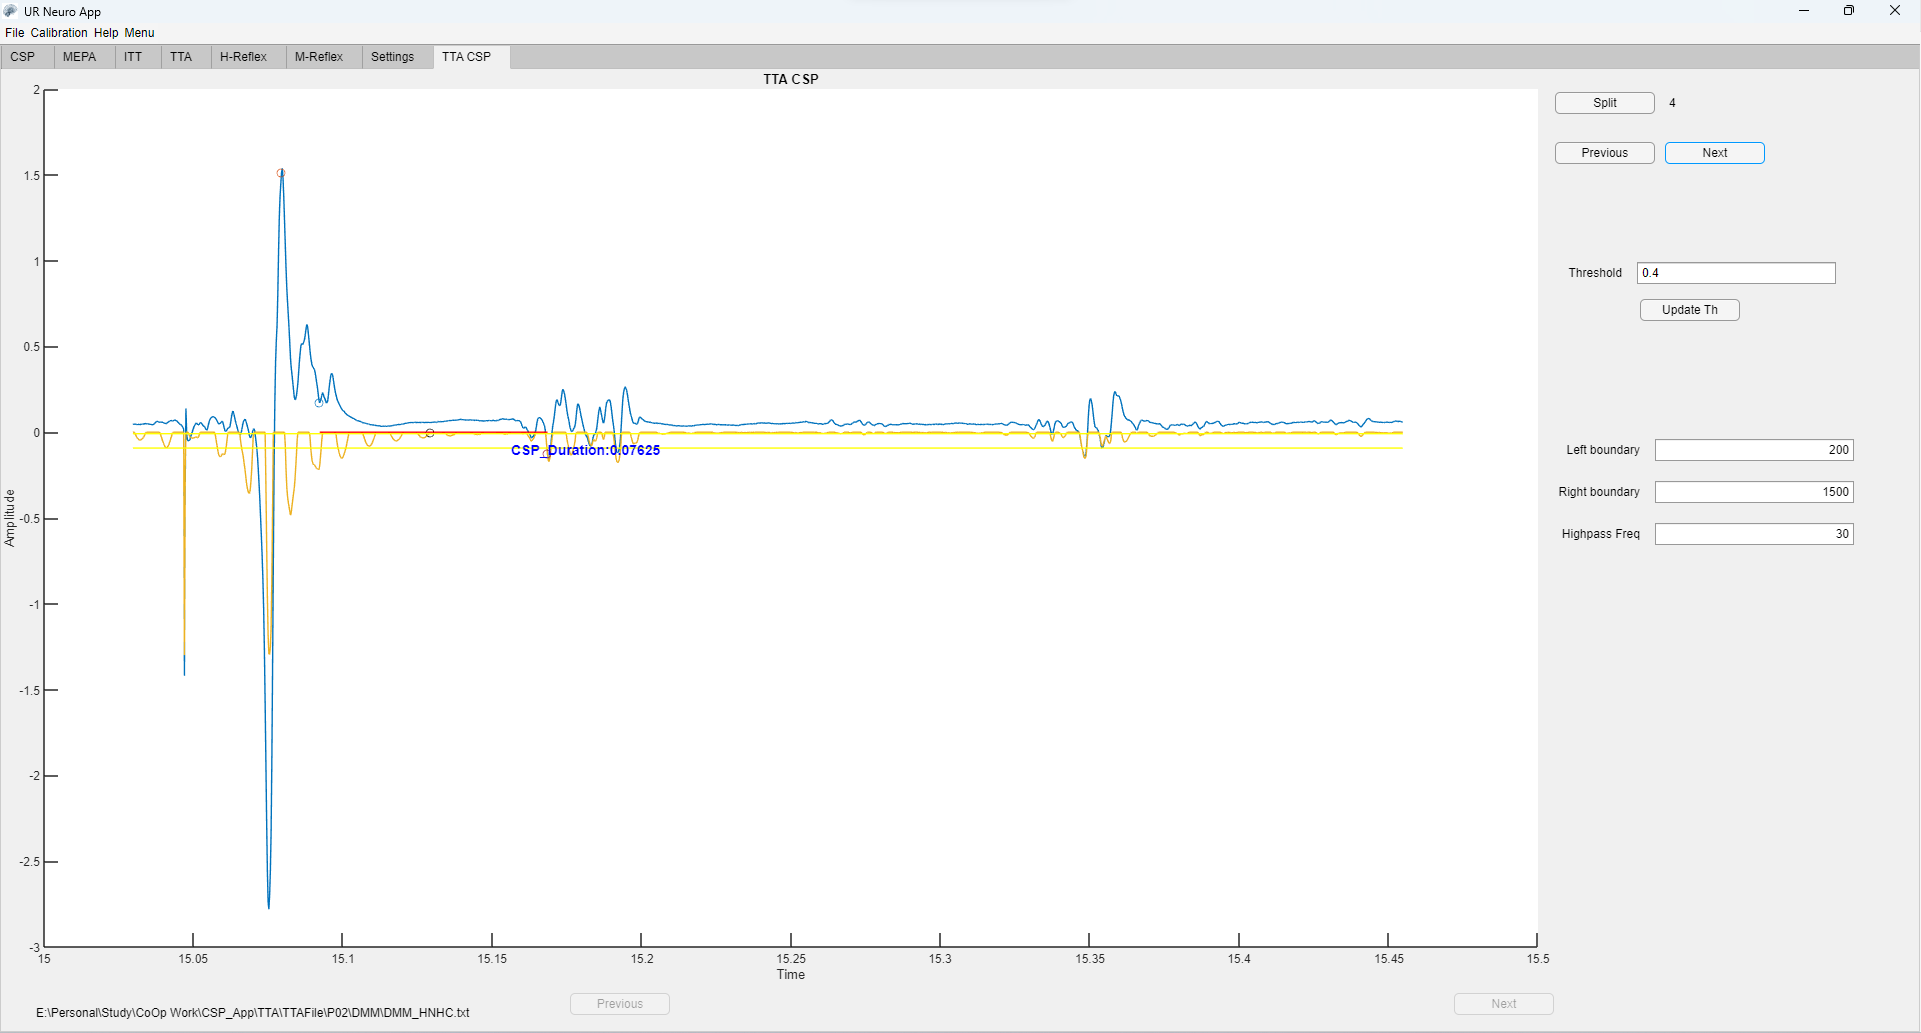 UR Neuro App
File Calibration Help Menu
CSP MEPA ITT TTA H-Reflex M-Reflex Settings TTA CSP
TTA CSP
2
1.5
1
0.5
0
-0.5
-1
-1.5
-2
-2.5
-3
Amplitude
CSP_Duration:0.07625
15 15.05 15.1 15.15 15.2 15.25 15.3 15.35 15.4 15.45 15.5
Time
Split 4
Previous Next
Threshold 0.4
Update Th
Left boundary 200
Right boundary 1500
Highpass Freq 30
Previous Next
E:\Personal\Study\CoOp Work\CSP_App\TTA\TTAFile\P02\DMM\DMM_HNHC.txt